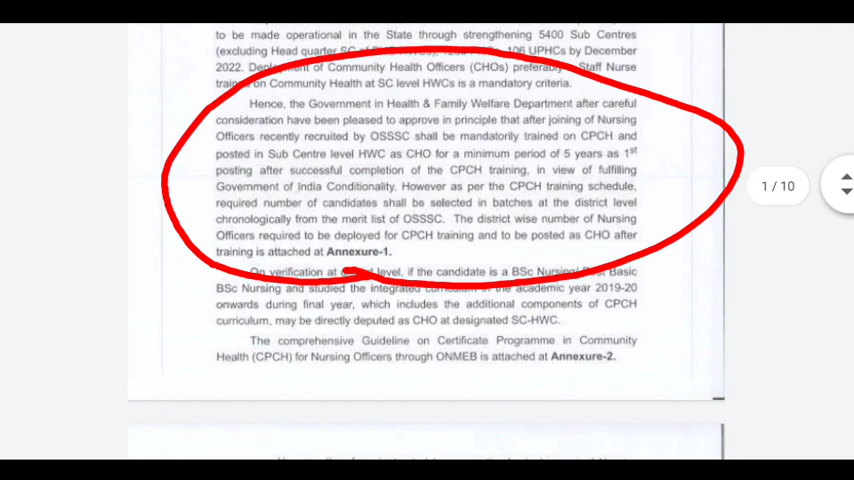 to be made operational in the State through strengthening 5400 Sub Centres
(excluding Head quarter SC of 106 UPHCs by December
2022. Deployment of Community Health Officers (CHOs) preferably Staff Nurse
trained on Community Health at SC level HWCs is a mandatory criteria.
Hence, the Government in Health & Family Welfare Department after careful
consideration have been pleased to approve in principle that after joining of Nursing
Officers recently recruited by OSSSC shall be mandatorily trained on CPCH and
posted in Sub Centre level HWC as CHO for a minimum period of 5 years as 1st
posting after successful completion of the CPCH training, in view of fulfilling
Government of India Conditionality. However as per the CPCH training schedule,
required number of candidates shall be selected in batches at the district level
chronologically from the merit list of OSSSC. The district wise number of Nursing
Officers required to be deployed for CPCH training and to be posted as CHO after
training is attached at Annexure-1.
On verification at level, if the candidate is a BSc Nursing/ Post Basic
BSc Nursing and studied the integrated curriculum in the academic year 2019-20
onwards during final year, which includes the additional components of CPCH
curriculum, may be directly deputed as CHO at designated SC-HWC.
The comprehensive Guideline on Certificate Programme in Community
Health (CPCH) for Nursing Officers through ONMEB is attached at Annexure-2.
1 / 10